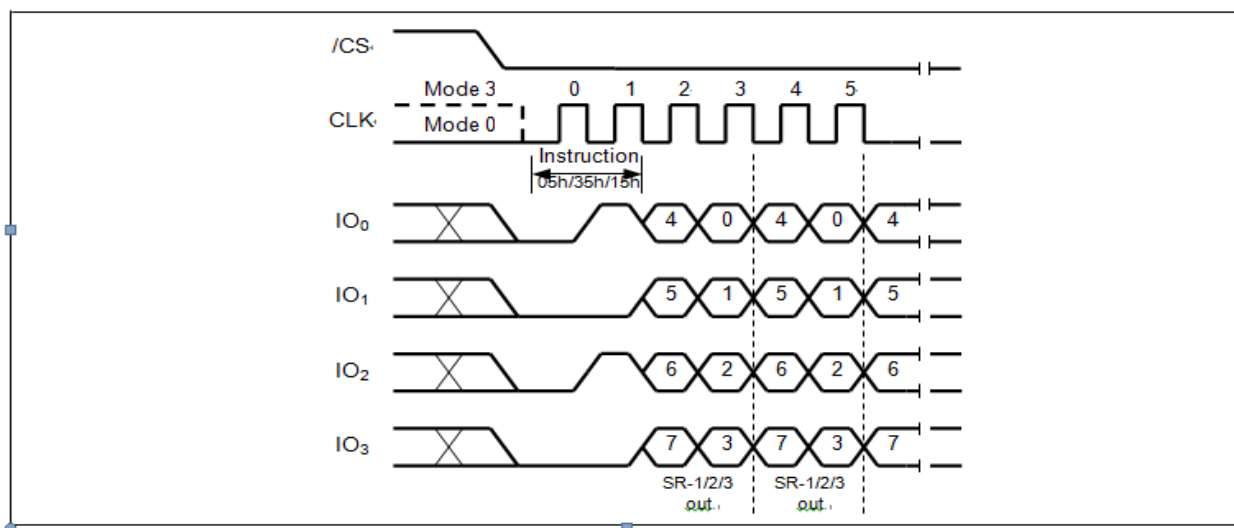 /CS
Mode 3 0 1 2 3 4 5
CLK Mode 0
Instruction
05h/35h/15h
IO₀ 4 0 4 0 4
IO₁ 5 1 5 1 5
IO₂ 6 2 6 2 6
IO₃ 7 3 7 3 7
SR-1/2/3 SR-1/2/3
out out